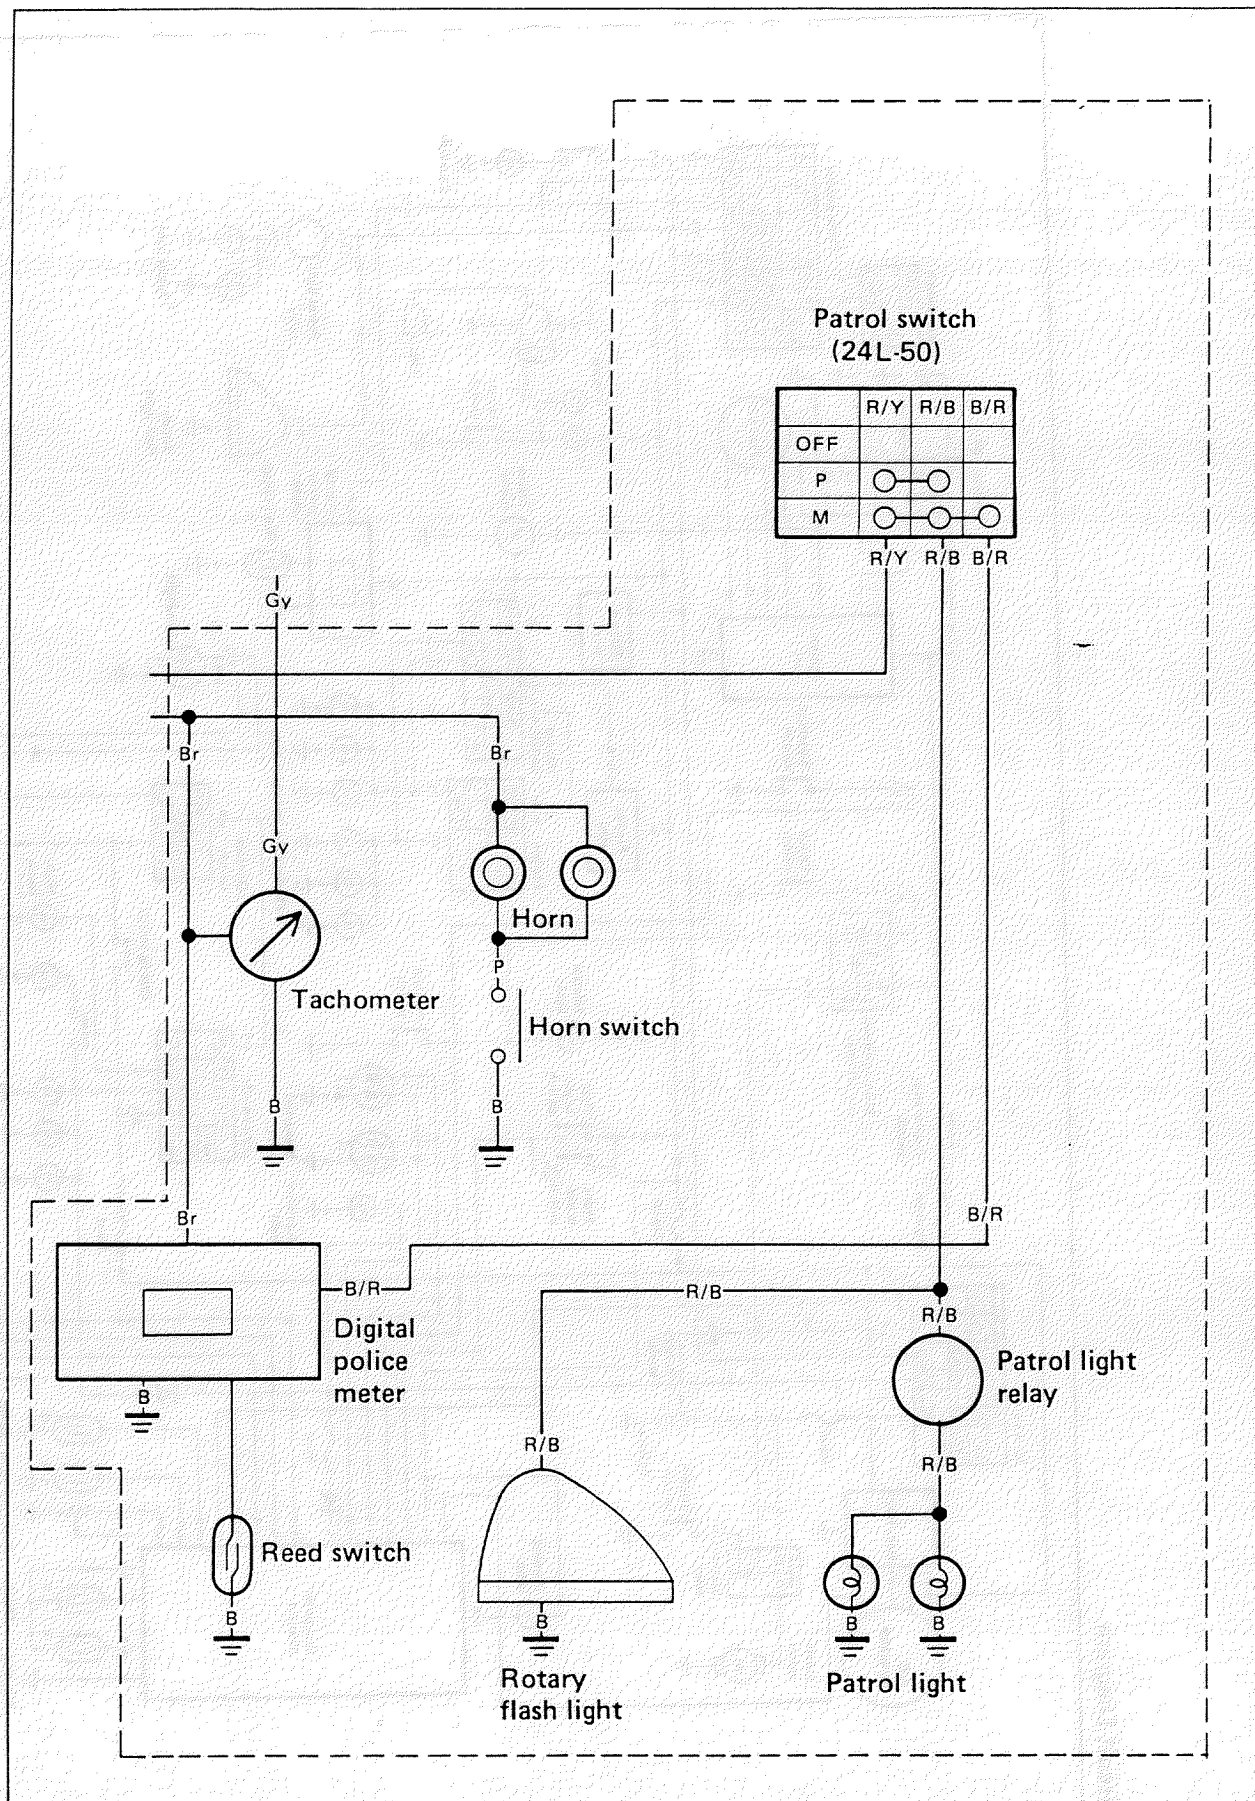 Patrol switch
(24L-50)
R/Y R/B B/R
OFF
P
M
R/Y R/B B/R
Gy
Br
Br
Gy
Horn
P
Tachometer
Horn switch
B
B
Br
B/R
B/R
R/B
R/B
Digital
police
meter
Patrol light
relay
B
R/B
R/B
Reed switch
B
B
B
B
Rotary
flash light
Patrol light